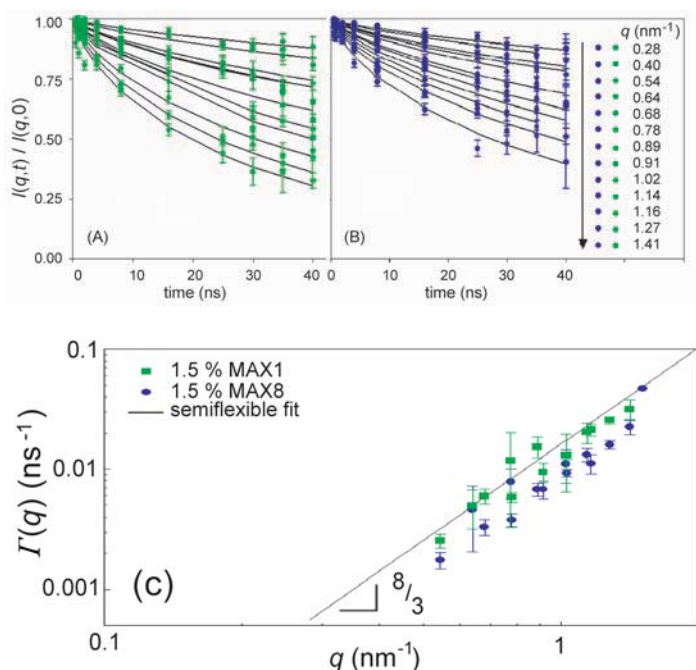 I(q,t) / I(q,0)
1.00
0.75
0.50
0.25
0.00
(A)
0 10 20 30 40
time (ns)
(B)
0 10 20 30 40
time (ns)
q (nm⁻¹)
0.28
0.40
0.54
0.64
0.68
0.78
0.89
0.91
1.02
1.14
1.16
1.27
1.41
Γ(q) (ns⁻¹)
0.1
0.01
0.001
1.5 % MAX1
1.5 % MAX8
semiflexible fit
(c)
8/3
0.1 1
q (nm⁻¹)